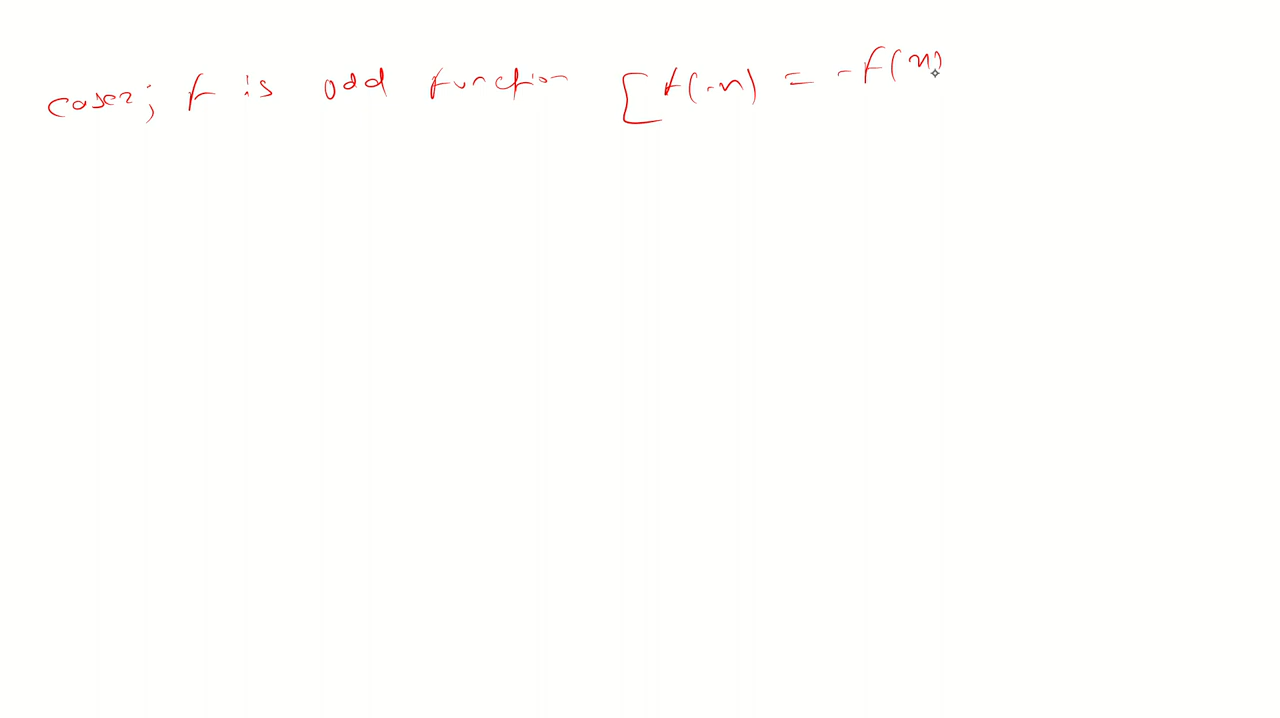 case2; f is odd function [f(-x) = -f(x)